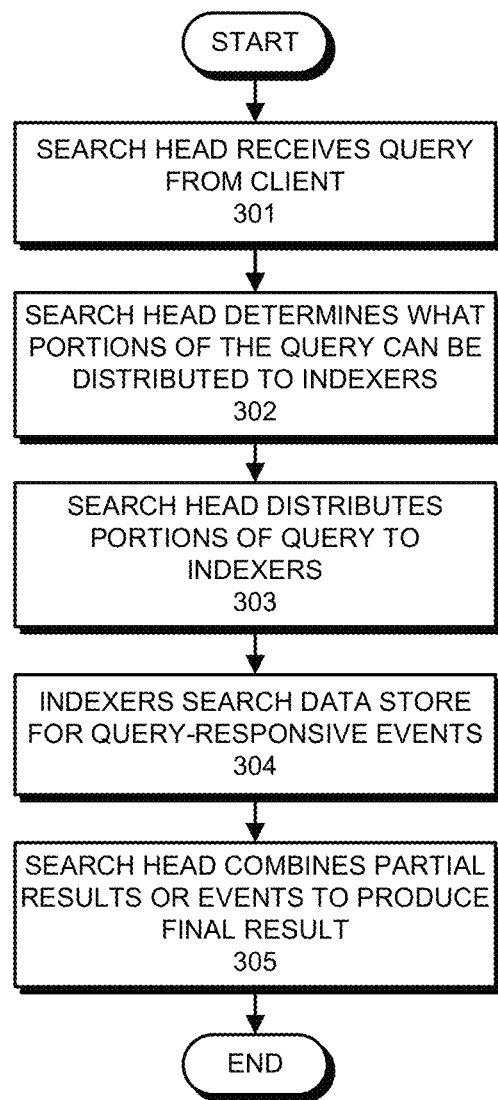 START
SEARCH HEAD RECEIVES QUERY
FROM CLIENT
301
SEARCH HEAD DETERMINES WHAT
PORTIONS OF THE QUERY CAN BE
DISTRIBUTED TO INDEXERS
302
SEARCH HEAD DISTRIBUTES
PORTIONS OF QUERY TO
INDEXERS
303
INDEXERS SEARCH DATA STORE
FOR QUERY-RESPONSIVE EVENTS
304
SEARCH HEAD COMBINES PARTIAL
RESULTS OR EVENTS TO PRODUCE
FINAL RESULT
305
END